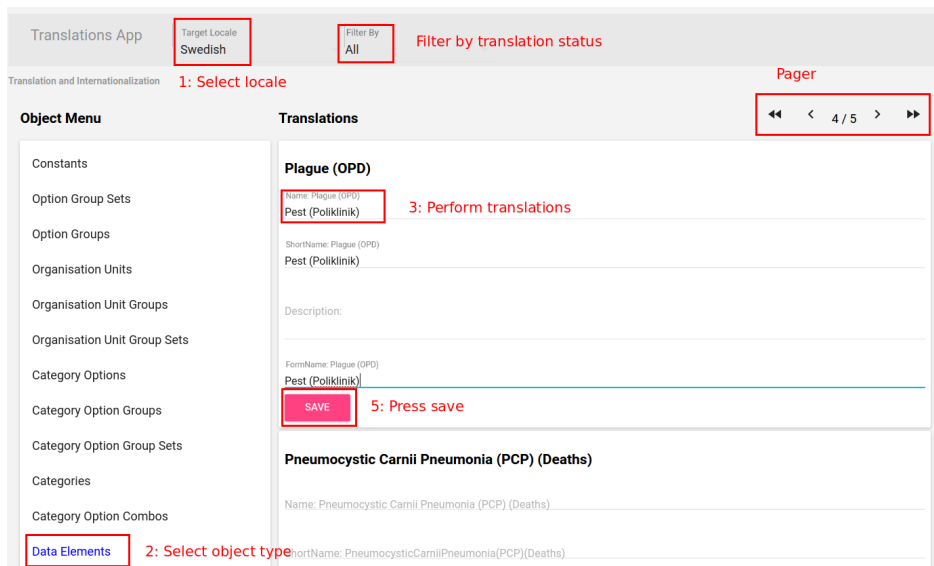 Translations App
Target Locale
Swedish
Filter By
All
Filter by translation status
Translation and Internationalization
1: Select locale
Pager
Object Menu
Translations
4 / 5
Constants
Option Group Sets
Option Groups
Organisation Units
Organisation Unit Groups
Organisation Unit Group Sets
Category Options
Category Option Groups
Category Option Group Sets
Categories
Category Option Combos
Data Elements
2: Select object type
Plague (OPD)
Name: Plague (OPD)
Pest (Poliklinik)
3: Perform translations
ShortName: Plague (OPD)
Pest (Poliklinik)
Description:
FormName: Plague (OPD)
Pest (Poliklinik)
SAVE
5: Press save
Pneumocystic Carnii Pneumonia (PCP) (Deaths)
Name: Pneumocystic Carnii Pneumonia (PCP) (Deaths)
ShortName: PneumocysticCarniiPneumonia(PCP)(Deaths)